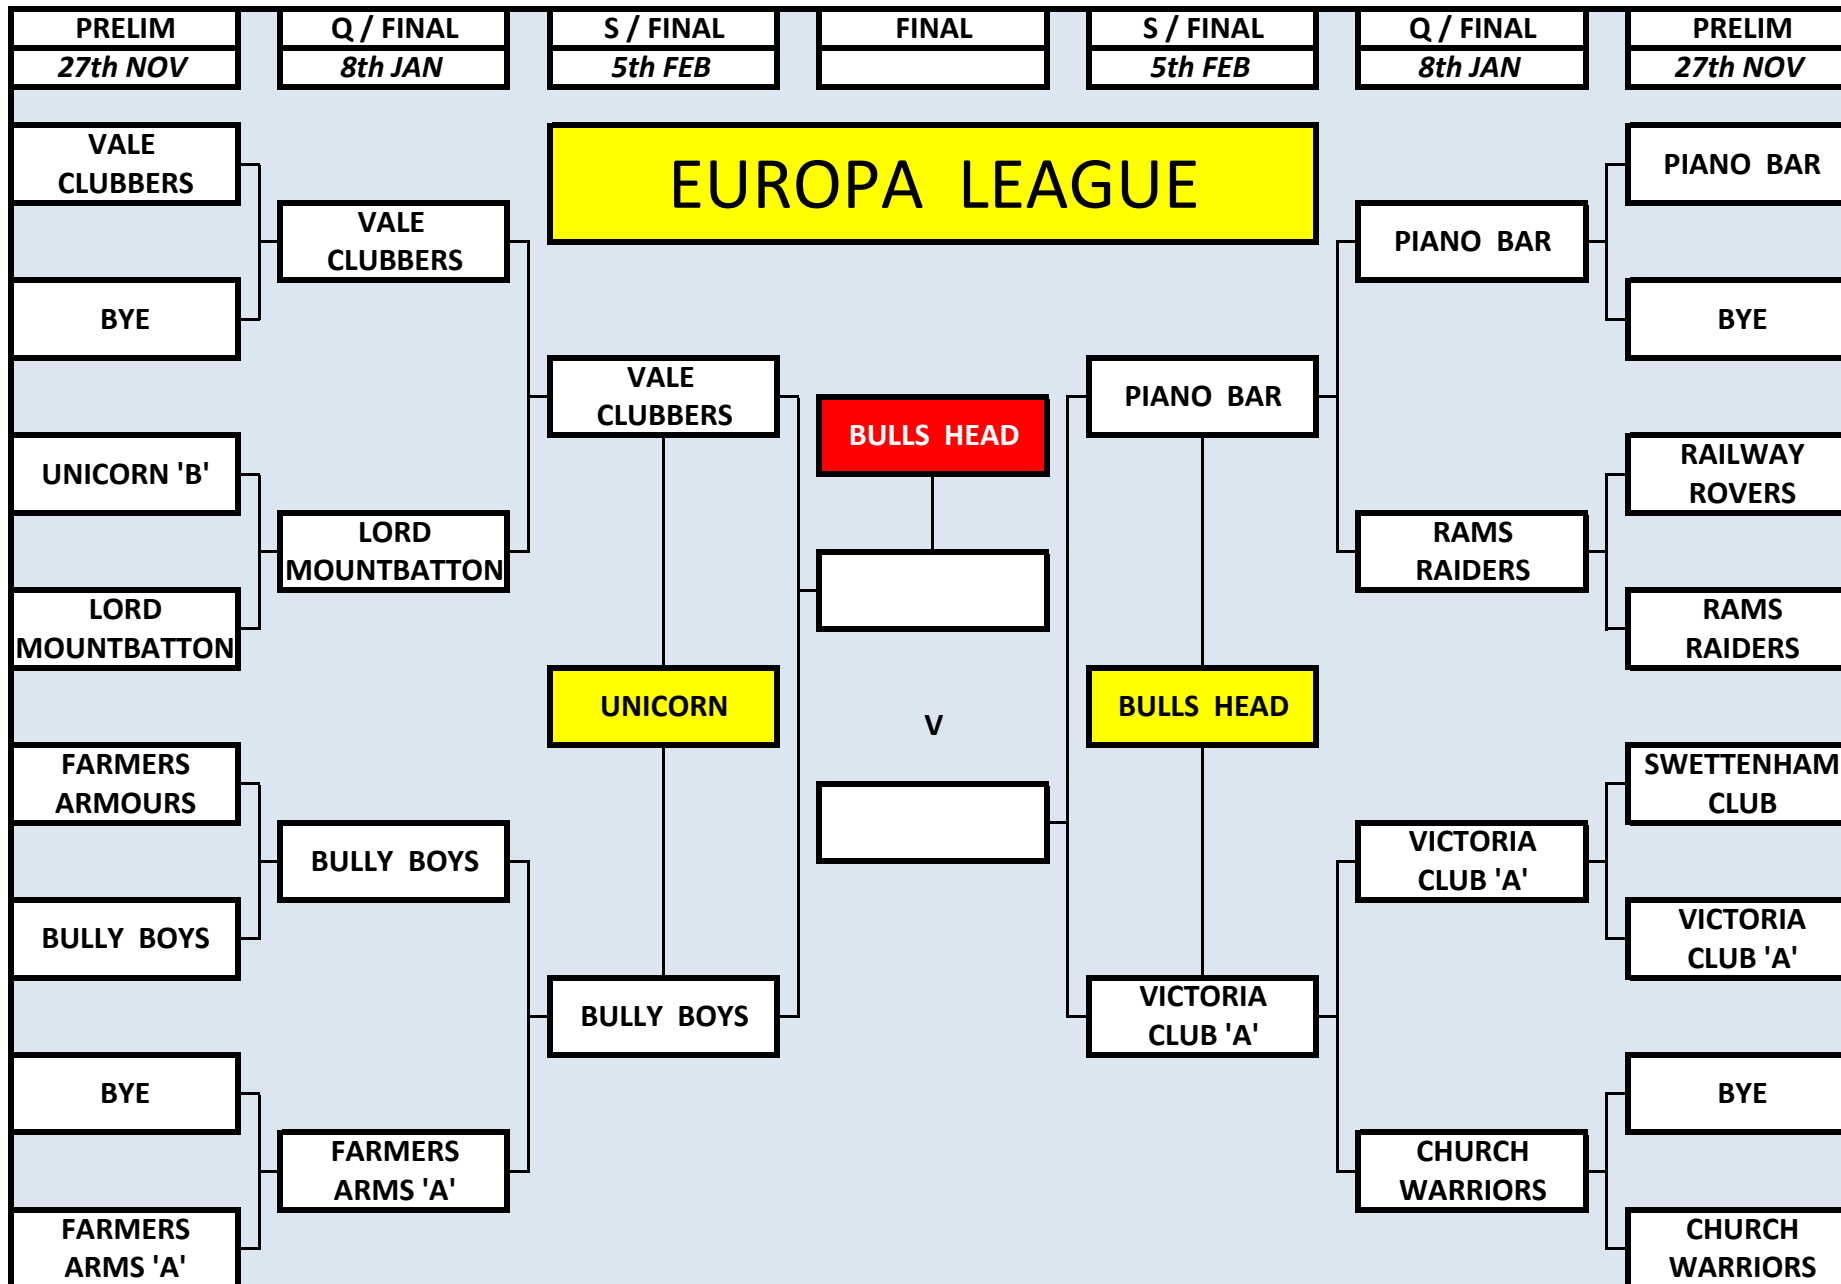 PRELIM
Q / FINAL
S / FINAL
FINAL
S / FINAL
Q / FINAL
PRELIM
27th NOV
8th JAN
5th FEB
5th FEB
8th JAN
27th NOV
EUROPA LEAGUE
VALE
CLUBBERS
BYE
UNICORN 'B'
LORD
MOUNTBATTON
FARMERS
ARMOURS
BULLY BOYS
BYE
FARMERS
ARMS 'A'
VALE
CLUBBERS
LORD
MOUNTBATTON
BULLY BOYS
FARMERS
ARMS 'A'
VALE
CLUBBERS
UNICORN
BULLY BOYS
BULLS HEAD
V
PIANO BAR
BULLS HEAD
VICTORIA
CLUB 'A'
PIANO BAR
RAMS
RAIDERS
VICTORIA
CLUB 'A'
CHURCH
WARRIORS
PIANO BAR
BYE
RAILWAY
ROVERS
RAMS
RAIDERS
SWETTENHAM
CLUB
VICTORIA
CLUB 'A'
BYE
CHURCH
WARRIORS